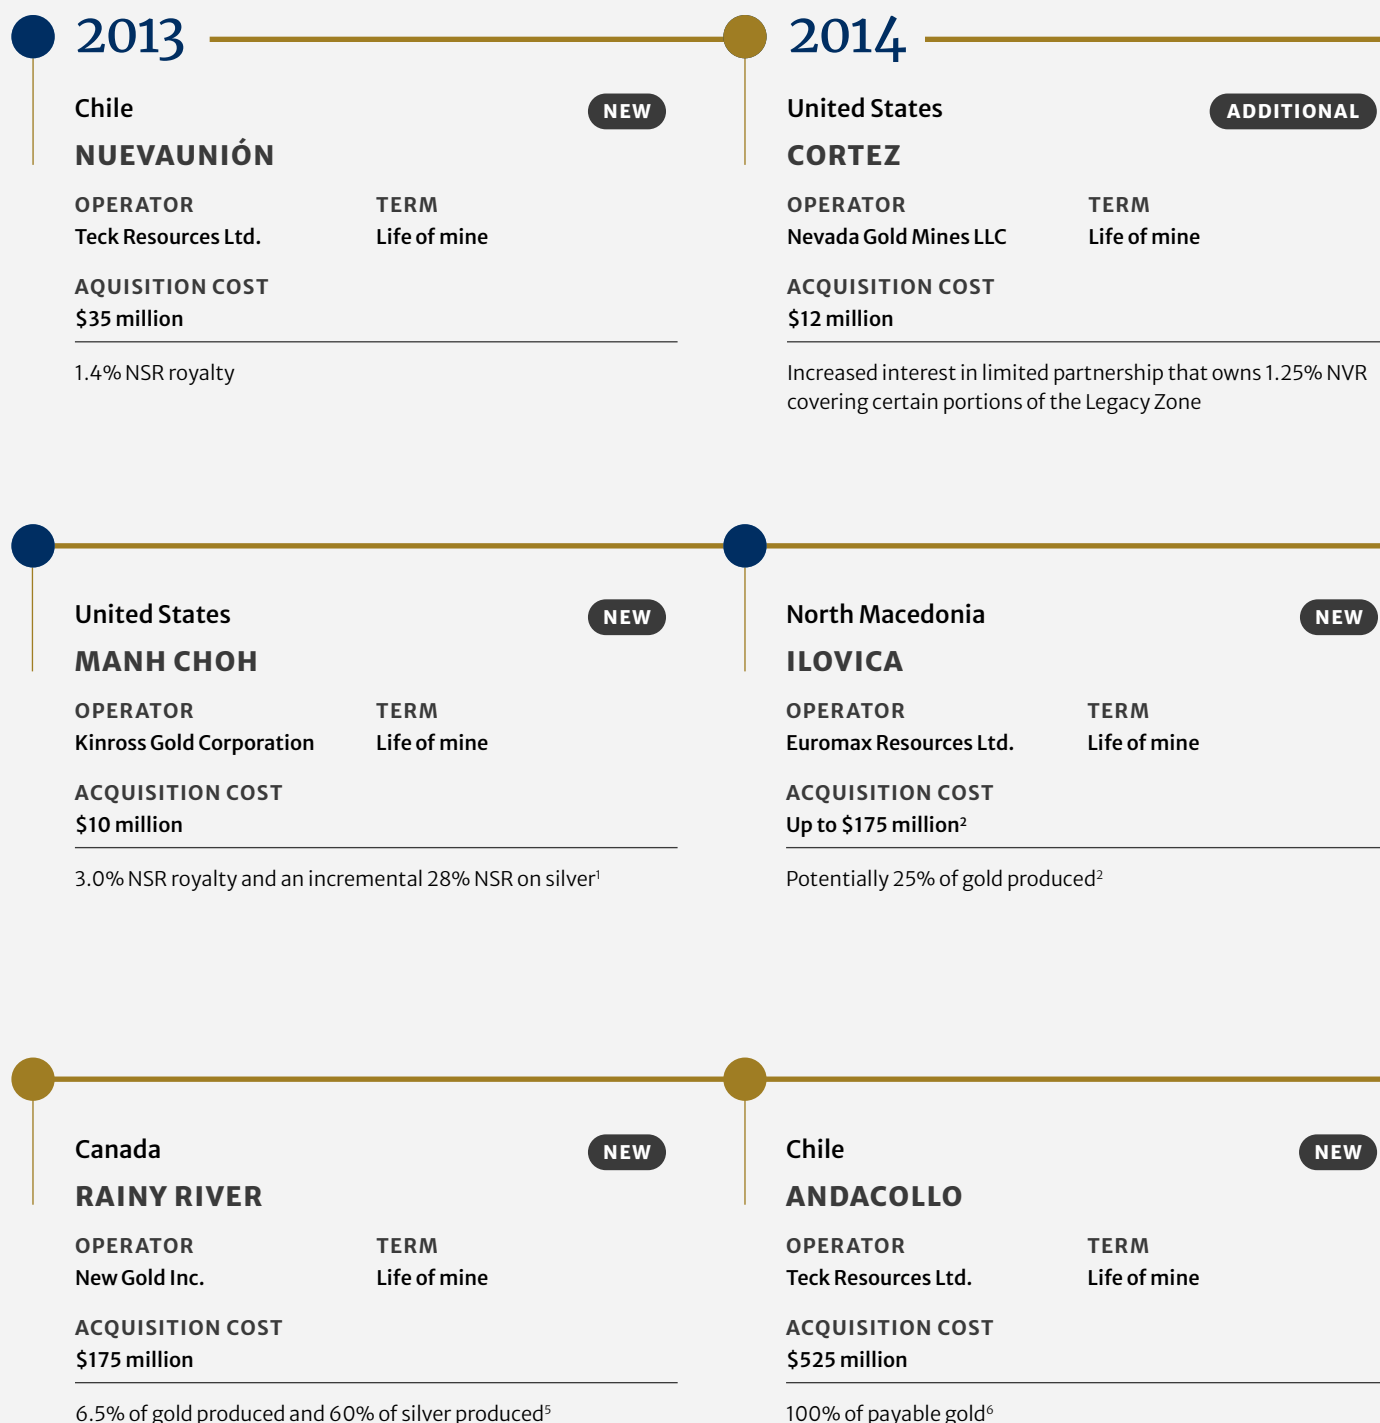 2013
Chile
NEW
NUEVAUNIÓN
OPERATOR
TERM
Teck Resources Ltd.
Life of mine
AQUISITION COST
$35 million
1.4% NSR royalty
2014
United States
ADDITIONAL
CORTEZ
OPERATOR
TERM
Nevada Gold Mines LLC
Life of mine
ACQUISITION COST
$12 million
Increased interest in limited partnership that owns 1.25% NVR
covering certain portions of the Legacy Zone
United States
NEW
MANH CHOH
OPERATOR
TERM
Kinross Gold Corporation
Life of mine
ACQUISITION COST
$10 million
3.0% NSR royalty and an incremental 28% NSR on silver¹
North Macedonia
NEW
ILOVICA
OPERATOR
TERM
Euromax Resources Ltd.
Life of mine
ACQUISITION COST
Up to $175 million²
Potentially 25% of gold produced²
Canada
NEW
RAINY RIVER
OPERATOR
TERM
New Gold Inc.
Life of mine
ACQUISITION COST
$175 million
6.5% of gold produced and 60% of silver produced⁵
Chile
NEW
ANDACOLLO
OPERATOR
TERM
Teck Resources Ltd.
Life of mine
ACQUISITION COST
$525 million
100% of payable gold⁶